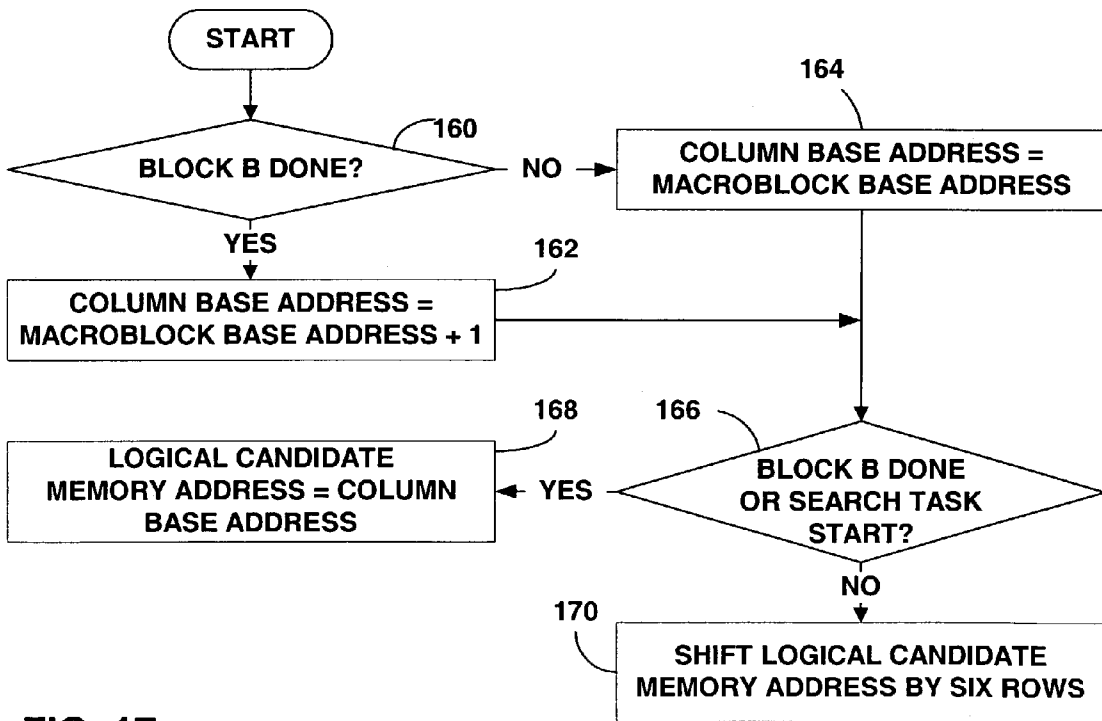 START
160
BLOCK B DONE?
NO
164
COLUMN BASE ADDRESS =
MACROBLOCK BASE ADDRESS
YES
162
COLUMN BASE ADDRESS =
MACROBLOCK BASE ADDRESS + 1
168
LOGICAL CANDIDATE
MEMORY ADDRESS = COLUMN
BASE ADDRESS
YES
166
BLOCK B DONE
OR SEARCH TASK
START?
NO
170
SHIFT LOGICAL CANDIDATE
MEMORY ADDRESS BY SIX ROWS